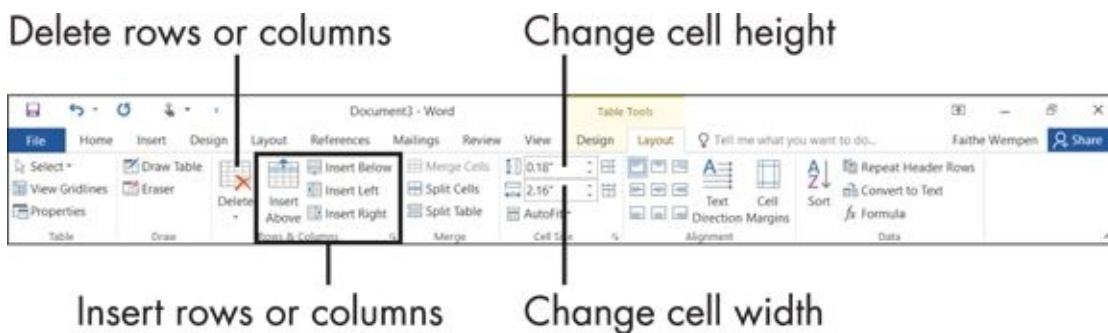 Delete rows or columns Change cell height
Document3 - Word Table Tools
File Home Insert Design Layout References Mailings Review View Design Layout Tell me what you want to do... Faithe Wempen Share
Select Draw Table Insert Below Merge Cells 0.18" Repeat Header Rows
View Gridlines Eraser Insert Left Split Cells 2.16" Convert to Text
Properties Delete Insert Above Insert Right Split Table AutoFit Text Direction Cell Margins Sort fx Formula
Table Draw Rows & Columns Merge Cell Size Alignment Data
Insert rows or columns Change cell width